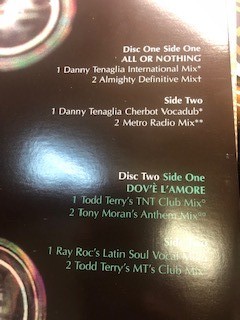 Disc One Side One
ALL OR NOTHING
1 Danny Tenaglia International Mix*
2 Almighty Definitive Mix†
Side Two
1 Danny Tenaglia Cherbot Vocadub*
2 Metro Radio Mix**
Disc Two Side One
DOV'È L'AMORE
1 Todd Terry's TNT Club Mix°
2 Tony Moran's Anthem Mix°°
Side
1 Ray Roc's Latin Soul Vocal
2 Todd Terry's MT's Club Mix